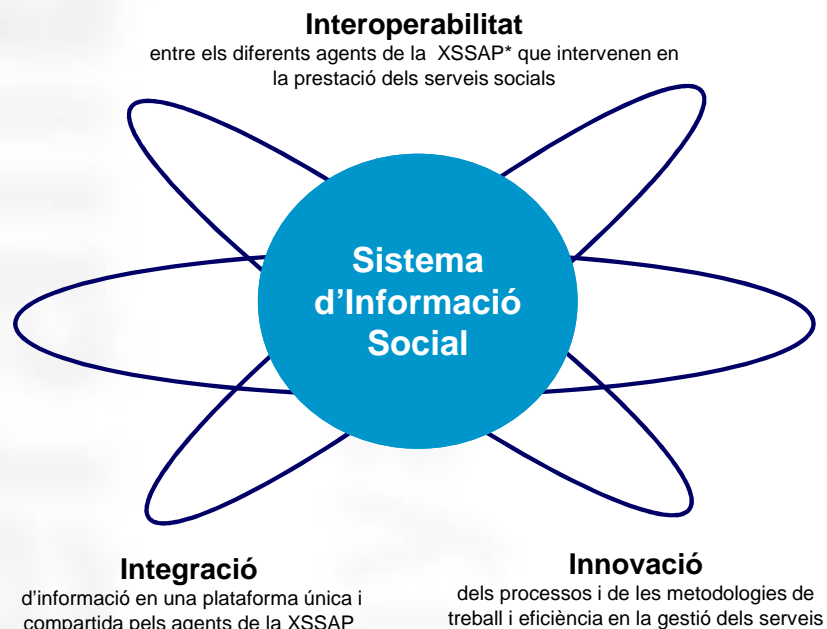 Interoperabilitat
entre els diferents agents de la XSSAP* que intervenen en
la prestació dels serveis socials
Sistema
d'Informació
Social
Integració
d'informació en una plataforma única i
compartida pels agents de la XSSAP
Innovació
dels processos i de les metodologies de
treball i eficiència en la gestió dels serveis